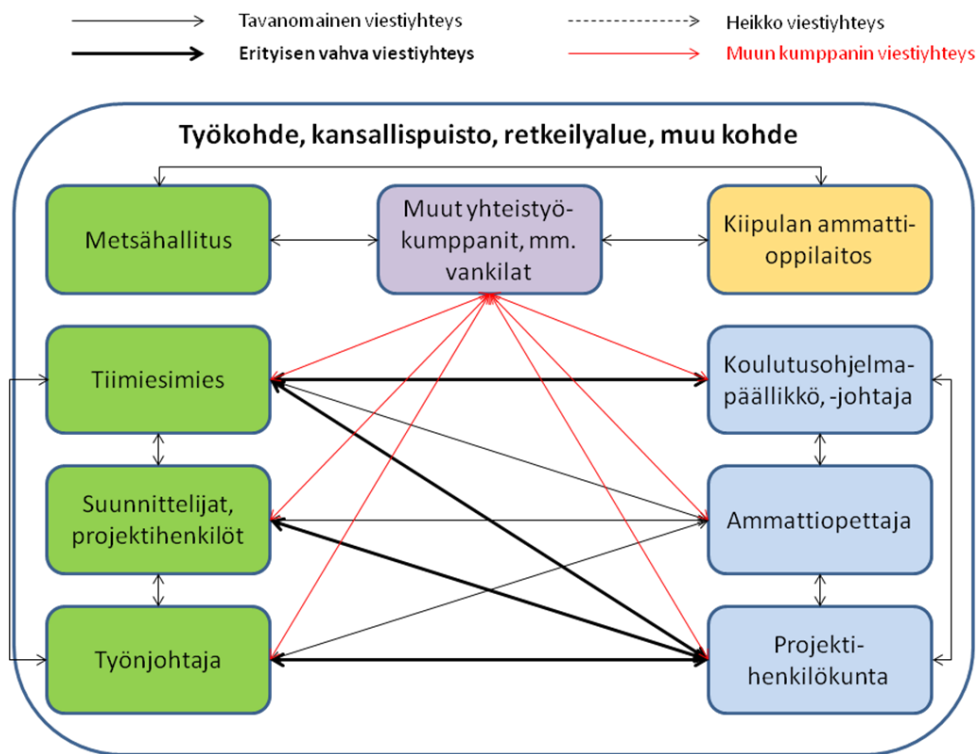 Tavanomainen viestiyhteys
Heikko viestiyhteys
Erityisen vahva viestiyhteys
Muun kumppanin viestiyhteys
Työkohde, kansallispuisto, retkeilyalue, muu kohde
Metsähallitus
Muut yhteistyö-
kumppanit, mm.
vankilat
Kiipulan ammatti-
oppilaitos
Tiimiesimies
Koulutusohjelma-
päällikkö, -johtaja
Suunnittelijat,
projektihenkilöt
Ammattiopettaja
Työnjohtaja
Projekti-
henkilökunta